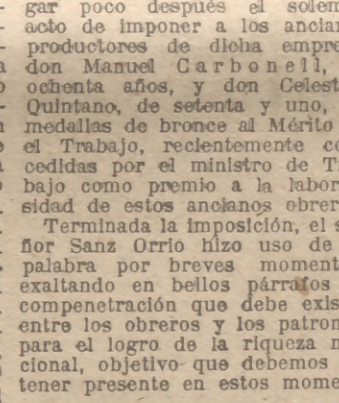 gar poco después el solem
acto de imponer a los ancian
productores de dicha empre
don Manuel Carbonell,
ochenta años, y don Celest
Quintano, de setenta y uno,
medallas de bronce al Mérito
el Trabajo, recientemente co
cedidas por el ministro de T
bajo como premio a la labor
sidad de estos ancianos obrer
Terminada la imposición, el s
ñor Sanz Orrio hizo uso de
palabra por breves moment
exaltando en bellos párrafos
compenetración que debe exis
entre los obreros y los patron
para el logro de la riqueza n
cional, objetivo que debemos
tener presente en estos mome